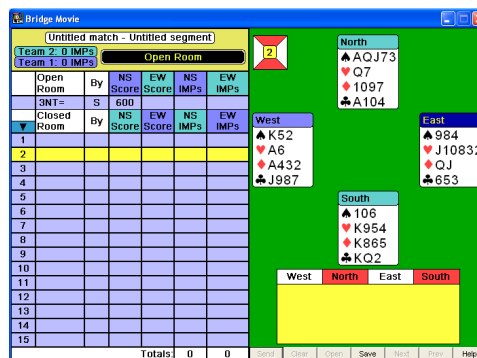 Bridge Movie
Untitled match - Untitled segment
Team 2: 0 IMPs
Team 1: 0 IMPs
Open Room
Open Room By NS Score EW Score NS IMPs EW IMPs
3NT= S 600
Closed Room By NS Score EW Score NS IMPs EW IMPs
1
2
3
4
5
6
7
8
9
10
11
12
13
14
15
Totals: 0 0
2
North
♠ AQJ73
♥ Q7
♦ 1097
♣ A104
West
♠ K52
♥ A6
♦ A432
♣ J987
East
♠ 984
♥ J10832
♦ QJ
♣ 653
South
♠ 106
♥ K954
♦ K865
♣ KQ2
West North East South
Send Clear Open Save Next Prev Help